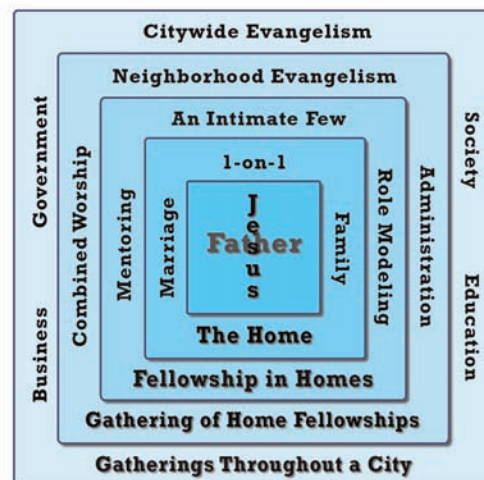 Citywide Evangelism
Neighborhood Evangelism
An Intimate Few
1-on-1
Government
Business
Combined Worship
Mentoring
Marriage
Jesus
Father
Family
Role Modeling
Administration
Society
Education
The Home
Fellowship in Homes
Gathering of Home Fellowships
Gatherings Throughout a City